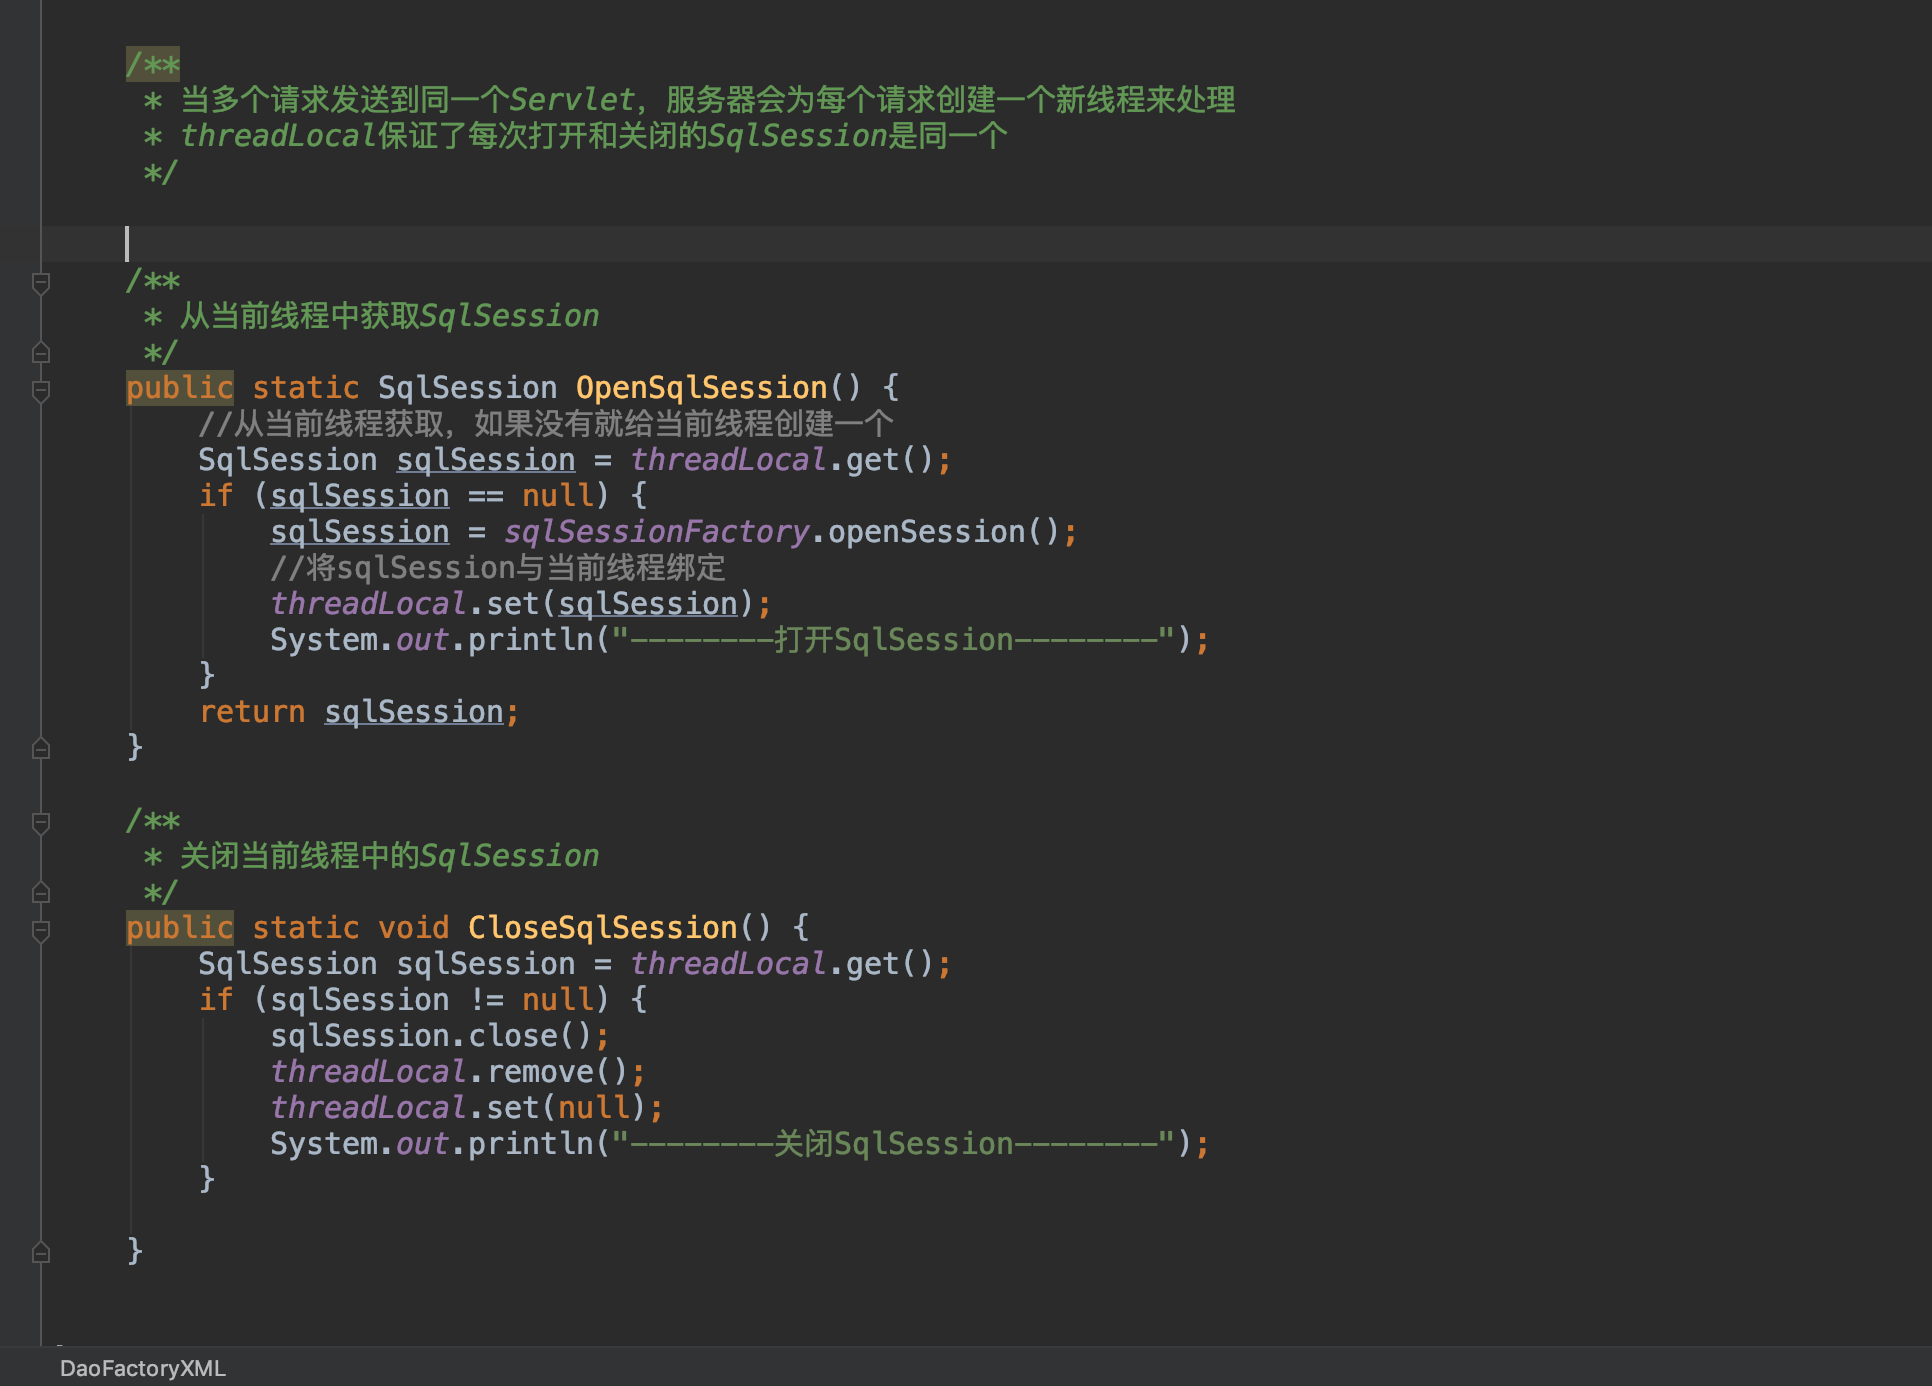 /**
* 当多个请求发送到同一个Servlet，服务器会为每个请求创建一个新线程来处理
* threadLocal保证了每次打开和关闭的SqlSession是同一个
*/
/**
* 从当前线程中获取SqlSession
*/
public static SqlSession OpenSqlSession() {
//从当前线程获取，如果没有就给当前线程创建一个
SqlSession sqlSession = threadLocal.get();
if (sqlSession == null) {
sqlSession = sqlSessionFactory.openSession();
//将sqlSession与当前线程绑定
threadLocal.set(sqlSession);
System.out.println("--------打开SqlSession--------");
}
return sqlSession;
}
/**
* 关闭当前线程中的SqlSession
*/
public static void CloseSqlSession() {
SqlSession sqlSession = threadLocal.get();
if (sqlSession != null) {
sqlSession.close();
threadLocal.remove();
threadLocal.set(null);
System.out.println("--------关闭SqlSession--------");
}
}
DaoFactoryXML